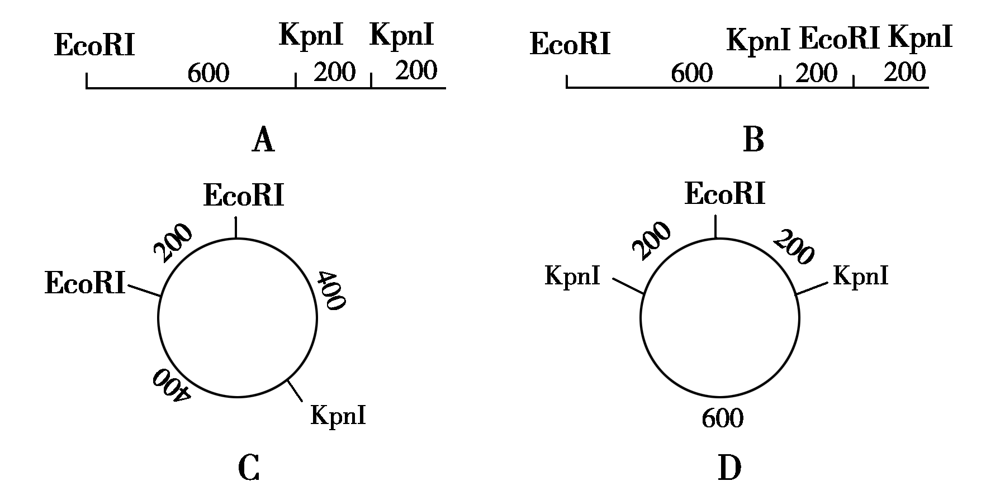 EcoRI KpnI KpnI
600 200 200
A
EcoRI KpnI EcoRI KpnI
600 200 200
B
EcoRI
200
EcoRI
400
400
KpnI
C
EcoRI
200 200
KpnI KpnI
600
D